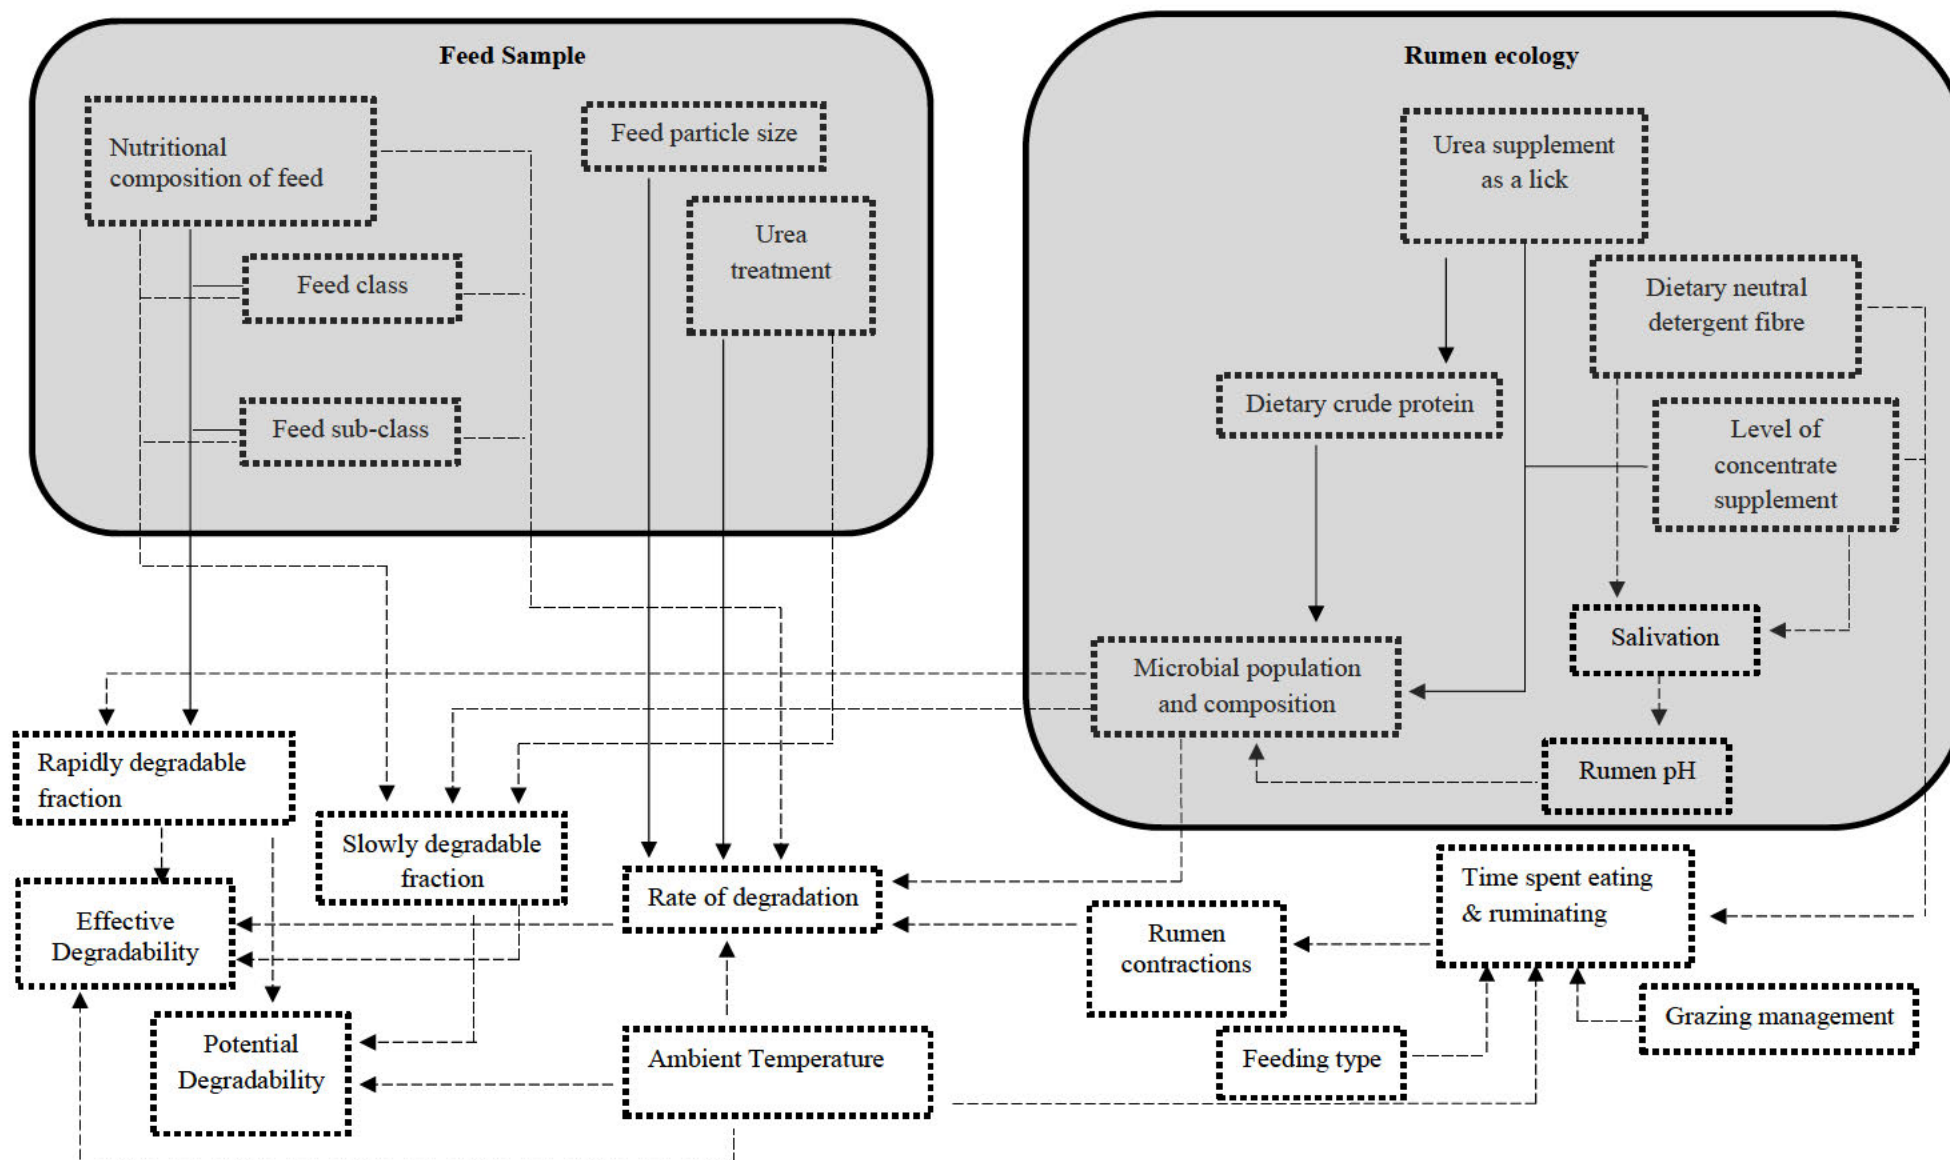 Feed Sample
Nutritional
composition of feed
Feed particle size
Urea
treatment
Feed class
Feed sub-class
Rumen ecology
Urea supplement
as a lick
Dietary neutral
detergent fibre
Dietary crude protein
Level of
concentrate
supplement
Salivation
Microbial population
and composition
Rumen pH
Rapidly degradable
fraction
Slowly degradable
fraction
Rate of degradation
Effective
Degradability
Potential
Degradability
Ambient Temperature
Rumen
contractions
Time spent eating
& ruminating
Feeding type
Grazing management